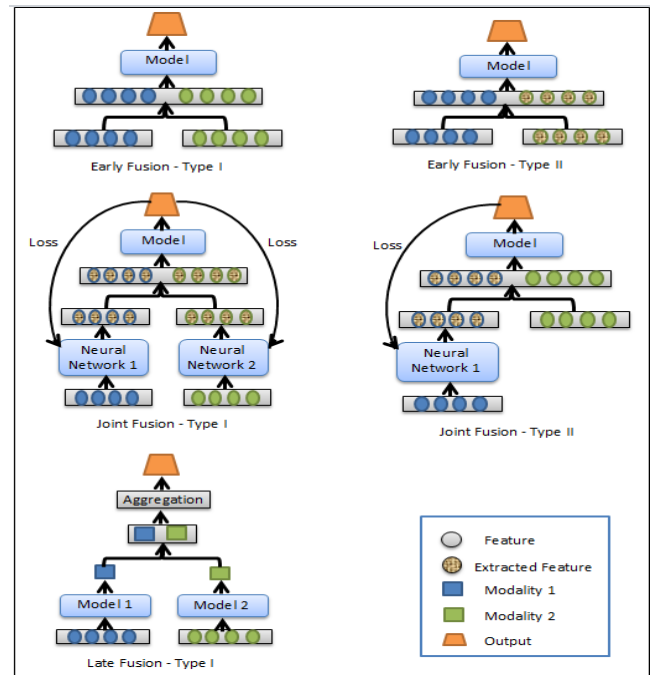 Model
Early Fusion - Type I
Model
Early Fusion - Type II
Loss
Loss
Model
Neural
Network 1
Neural
Network 2
Joint Fusion - Type I
Loss
Model
Neural
Network 1
Joint Fusion - Type II
Aggregation
Model 1
Model 2
Late Fusion - Type I
Feature
Extracted Feature
Modality 1
Modality 2
Output